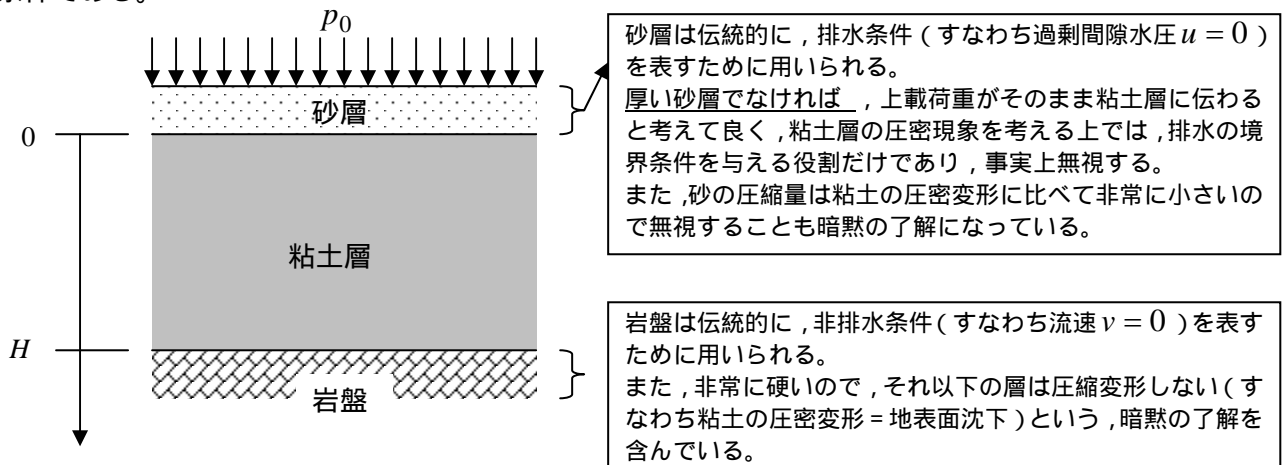 p₀
砂層
0
粘土層
H
岩盤
砂層は伝統的に，排水条件（すなわち過剰間隙水圧 u = 0 ）
を表すために用いられる。
厚い砂層でなければ ，上載荷重がそのまま粘土層に伝わる
と考えて良く，粘土層の圧密現象を考える上では，排水の境
界条件を与える役割だけであり，事実上無視する。
また，砂の圧縮量は粘土の圧密変形に比べて非常に小さいの
で無視することも暗黙の了解になっている。
岩盤は伝統的に，非排水条件（すなわち流速 v = 0 ）を表す
ために用いられる。
また，非常に硬いので，それ以下の層は圧縮変形しない（す
なわち粘土の圧密変形＝地表面沈下）という，暗黙の了解を
含んでいる。